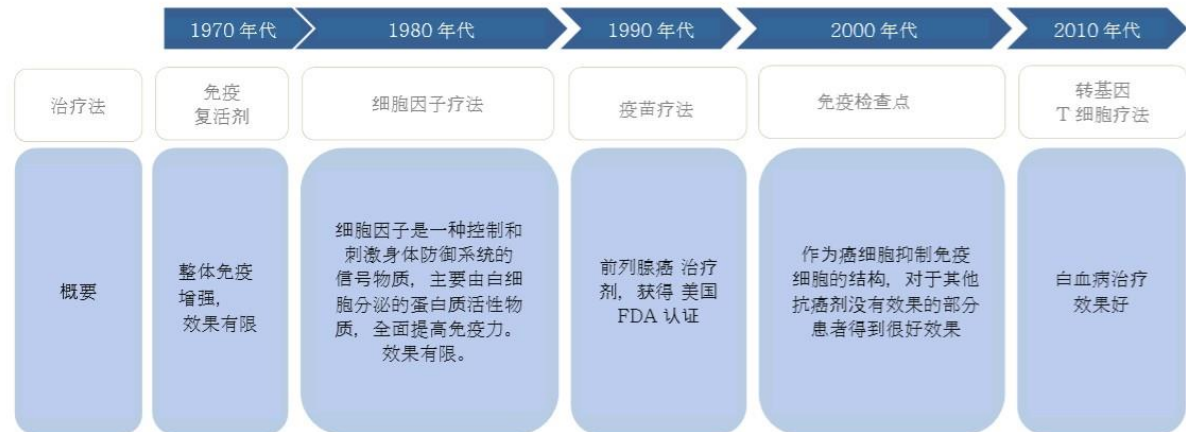 1970 年代
1980 年代
1990 年代
2000 年代
2010 年代
治疗法
免疫
复活剂
细胞因子疗法
疫苗疗法
免疫检查点
转基因
T 细胞疗法
概要
整体免疫
增强,
效果有限
细胞因子是一种控制和
刺激身体防御系统的
信号物质, 主要由白细
胞分泌的蛋白质活性物
质, 全面提高免疫力。
效果有限。
前列腺癌 治疗
剂, 获得 美国
FDA 认证
作为癌细胞抑制免疫
细胞的结构, 对于其他
抗癌剂没有效果的部分
患者得到很好效果
白血病治疗
效果好